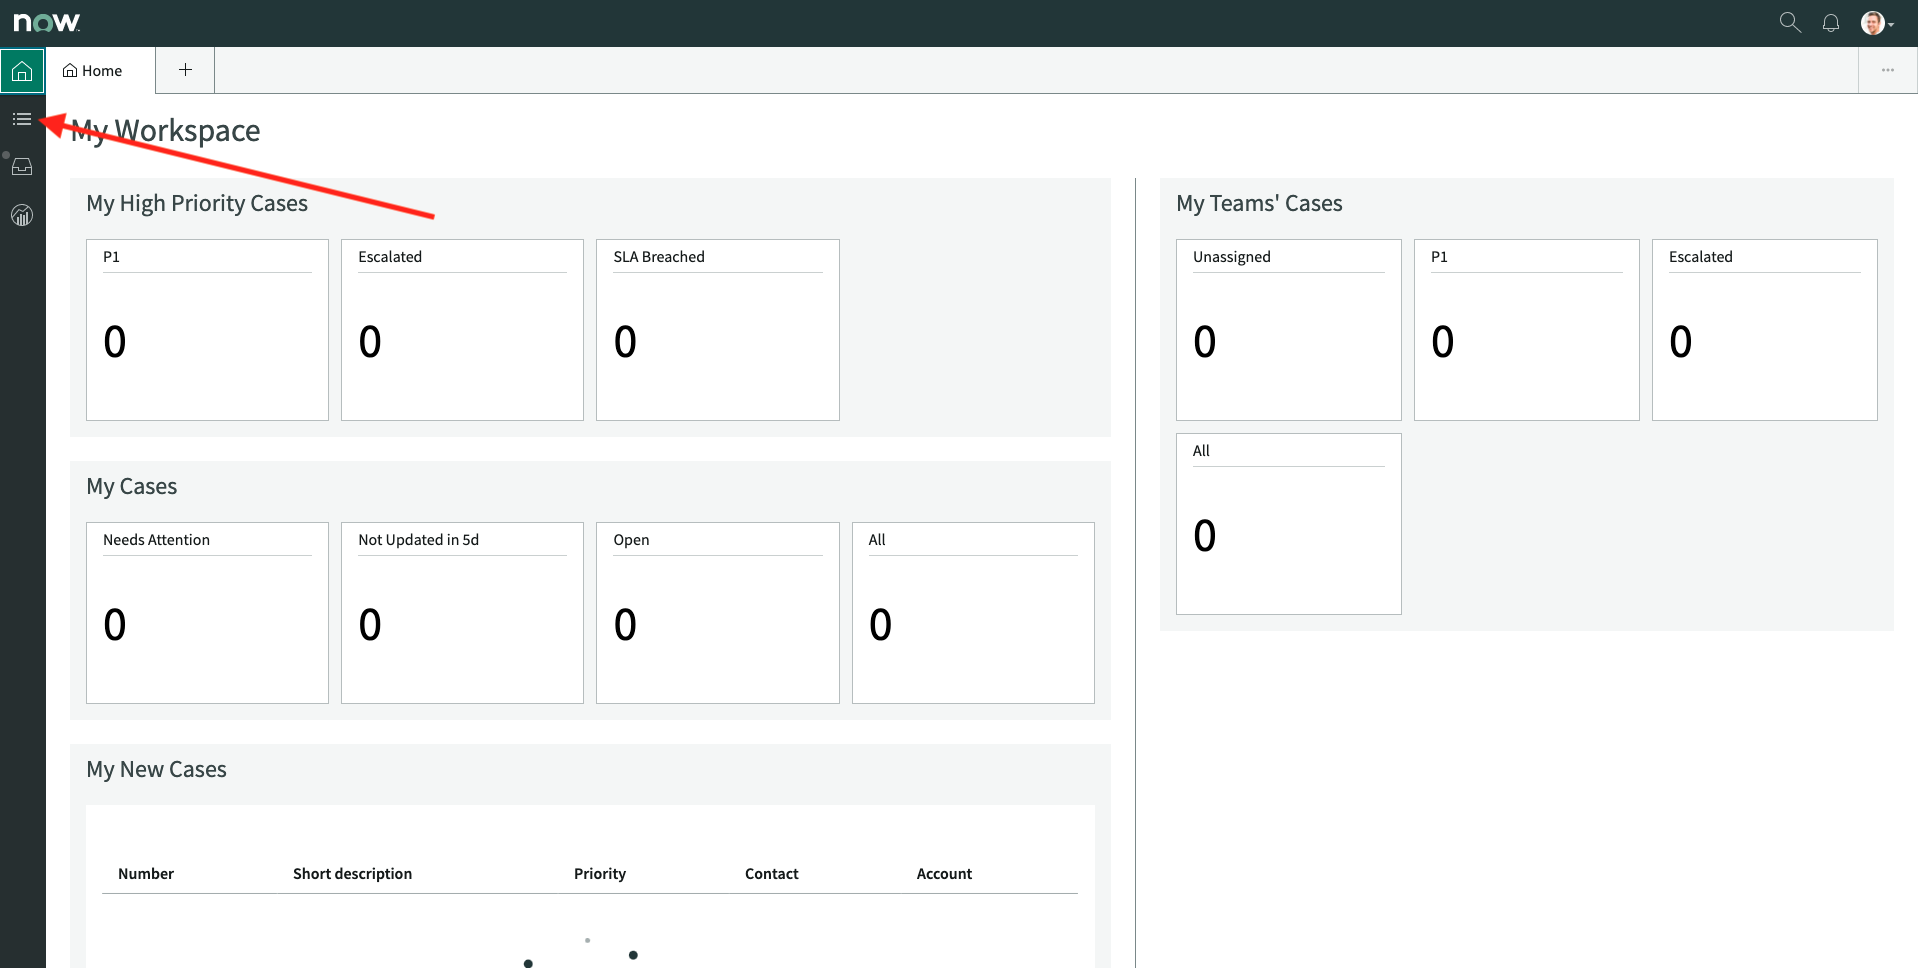 now.
Home
My Workspace
My High Priority Cases
P1
Escalated
SLA Breached
0
0
0
My Cases
Needs Attention
Not Updated in 5d
Open
All
0
0
0
0
My New Cases
Number
Short description
Priority
Contact
Account
My Teams' Cases
Unassigned
P1
Escalated
0
0
0
All
0